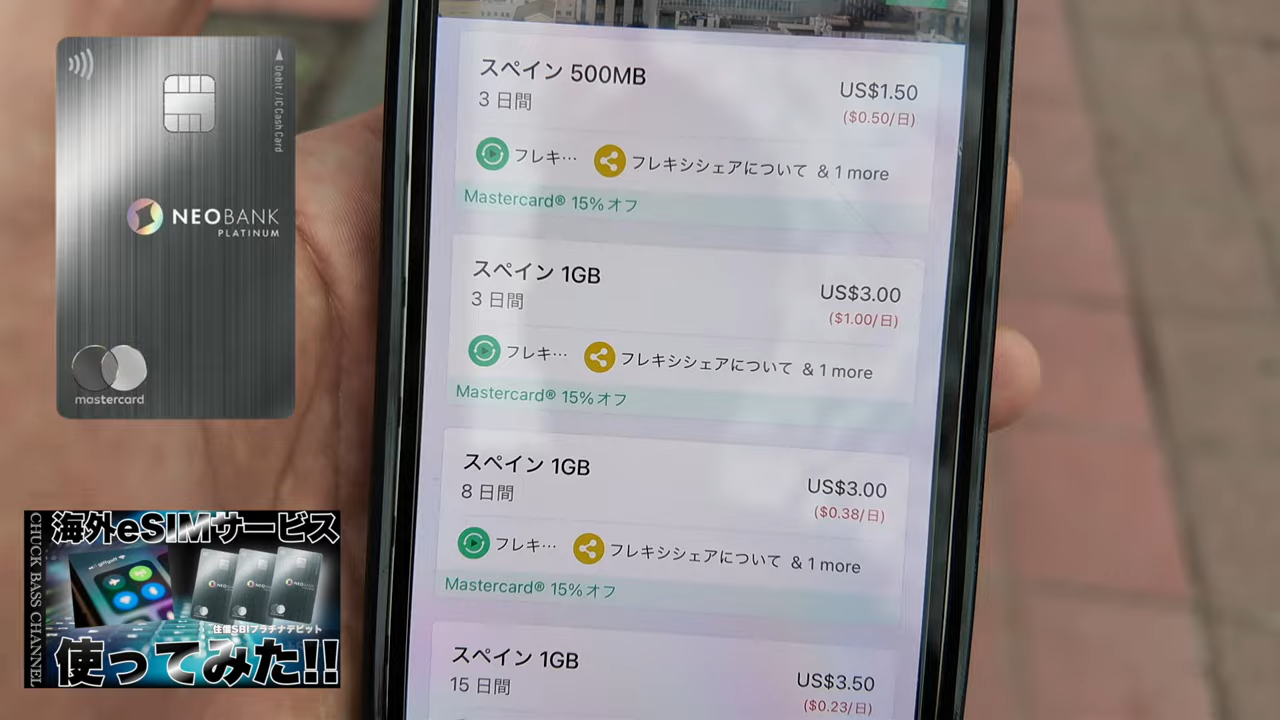 Debit / IC Cash Card
NEOBANK
PLATINUM
mastercard
スペイン 500MB
US$1.50
3 日間
($0.50/日)
フレキ… フレキシシェアについて & 1 more
Mastercard® 15% オフ
スペイン 1GB
US$3.00
3 日間
($1.00/日)
フレキ… フレキシシェアについて & 1 more
Mastercard® 15% オフ
スペイン 1GB
US$3.00
8 日間
($0.38/日)
フレキ… フレキシシェアについて & 1 more
Mastercard® 15% オフ
スペイン 1GB
US$3.50
15 日間
($0.23/日)
CHUCK BASS CHANNEL
海外eSIMサービス
giffgaff
NEOBANK
住信SBIプラチナデビット
使ってみた!!